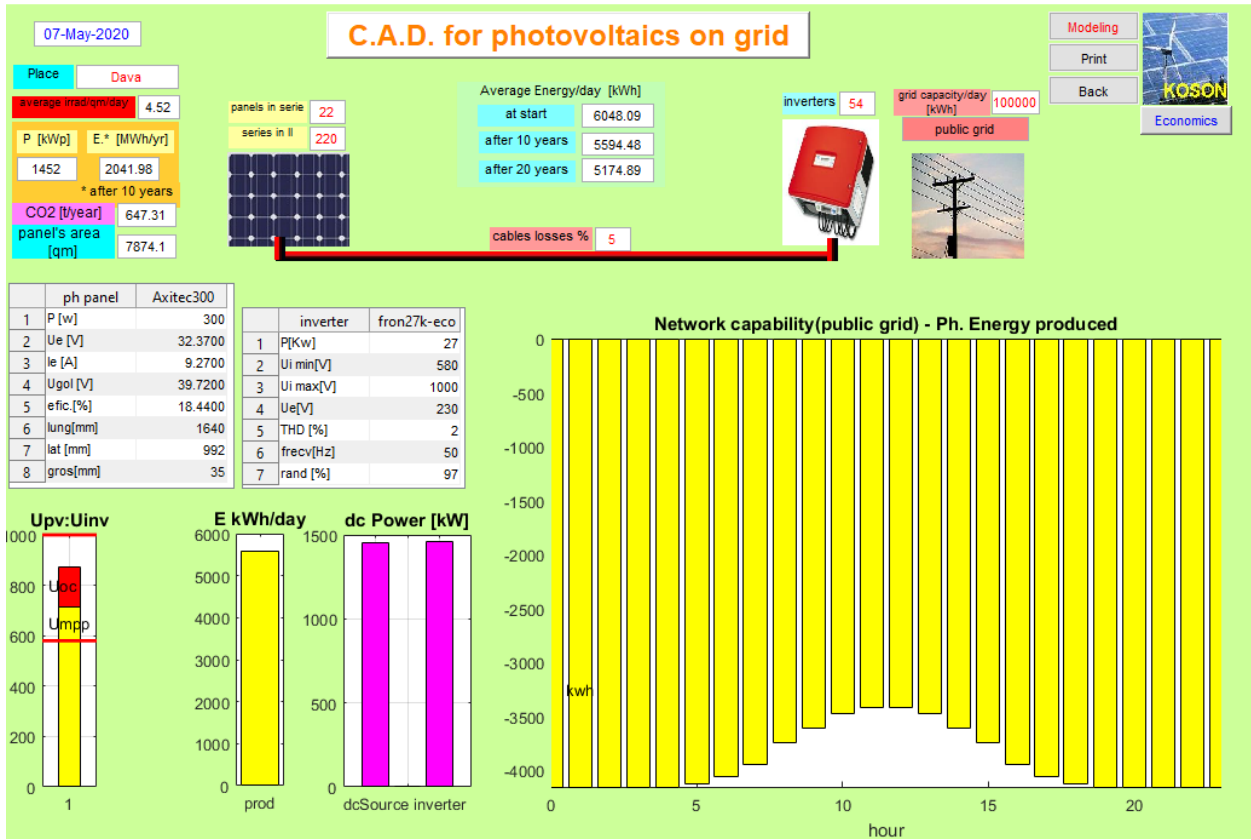 07-May-2020
C.A.D. for photovoltaics on grid
Modeling
Print
Back
KOSON
Economics
Place Dava
average irrad/qm/day 4.52
P [kWp] E.* [MWh/yr]
1452 2041.98
* after 10 years
CO2 [t/year] 647.31
panel's area
[qm] 7874.1
panels in serie 22
series in ll 220
Average Energy/day [kWh]
at start 6048.09
after 10 years 5594.48
after 20 years 5174.89
cables losses % 5
inverters 54
grid capacity/day
[kWh] 100000
public grid
ph panel Axitec300
1 P [w] 300
2 Ue [V] 32.3700
3 Ie [A] 9.2700
4 Ugol [V] 39.7200
5 efic.[%] 18.4400
6 lung[mm] 1640
7 lat [mm] 992
8 gros[mm] 35
inverter fron27k-eco
1 P[Kw] 27
2 Ui min[V] 580
3 Ui max[V] 1000
4 Ue[V] 230
5 THD [%] 2
6 frecv[Hz] 50
7 rand [%] 97
Upv:Uinv
1000
800
600
400
200
0
Uoc
Umpp
1
E kWh/day
6000
5000
4000
3000
2000
1000
0
prod
dc Power [kW]
1500
1000
500
0
dcSource inverter
Network capability(public grid) - Ph. Energy produced
0
-500
-1000
-1500
-2000
-2500
-3000
-3500
-4000
kwh
0 5 10 15 20
hour